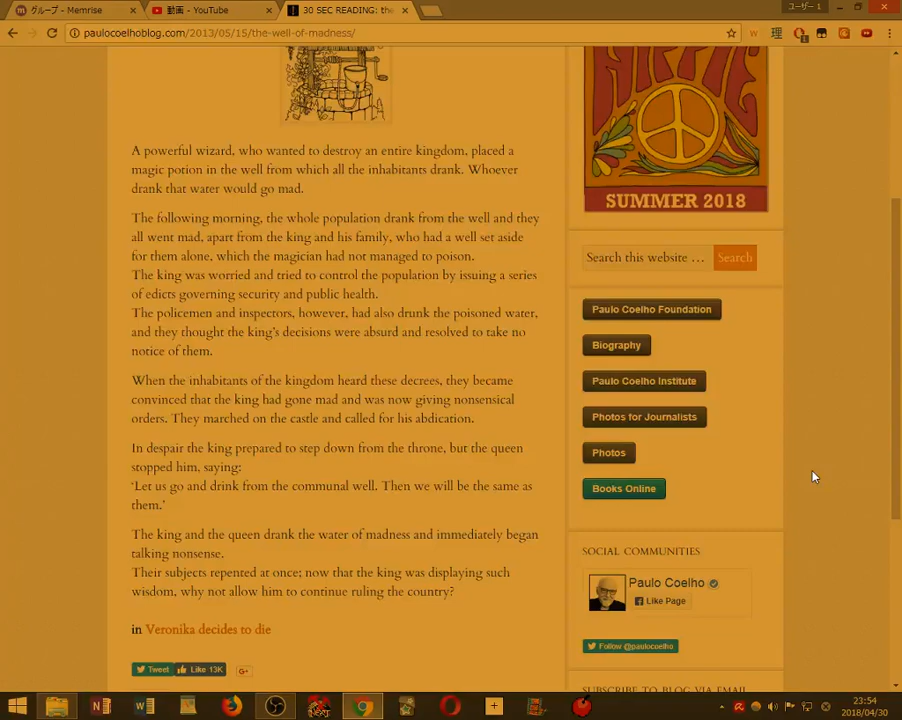 グループ - Memrise
動画 - YouTube
30 SEC READING: the
ユーザー 1
paulocoelhoblog.com/2013/05/15/the-well-of-madness/
HIPPIE
SUMMER 2018
A powerful wizard, who wanted to destroy an entire kingdom, placed a
magic potion in the well from which all the inhabitants drank. Whoever
drank that water would go mad.
The following morning, the whole population drank from the well and they
all went mad, apart from the king and his family, who had a well set aside
for them alone, which the magician had not managed to poison.
The king was worried and tried to control the population by issuing a series
of edicts governing security and public health.
The policemen and inspectors, however, had also drunk the poisoned water,
and they thought the king's decisions were absurd and resolved to take no
notice of them.
When the inhabitants of the kingdom heard these decrees, they became
convinced that the king had gone mad and was now giving nonsensical
orders. They marched on the castle and called for his abdication.
In despair the king prepared to step down from the throne, but the queen
stopped him, saying:
‘Let us go and drink from the communal well. Then we will be the same as
them.’
The king and the queen drank the water of madness and immediately began
talking nonsense.
Their subjects repented at once; now that the king was displaying such
wisdom, why not allow him to continue ruling the country?
in Veronika decides to die
Tweet
Like 13K
G+
Search this website …
Search
Paulo Coelho Foundation
Biography
Paulo Coelho Institute
Photos for Journalists
Photos
Books Online
SOCIAL COMMUNITIES
Paulo Coelho
Like Page
Follow @paulocoelho
SUBSCRIBE TO BLOG VIA EMAIL
23:54
2018/04/30